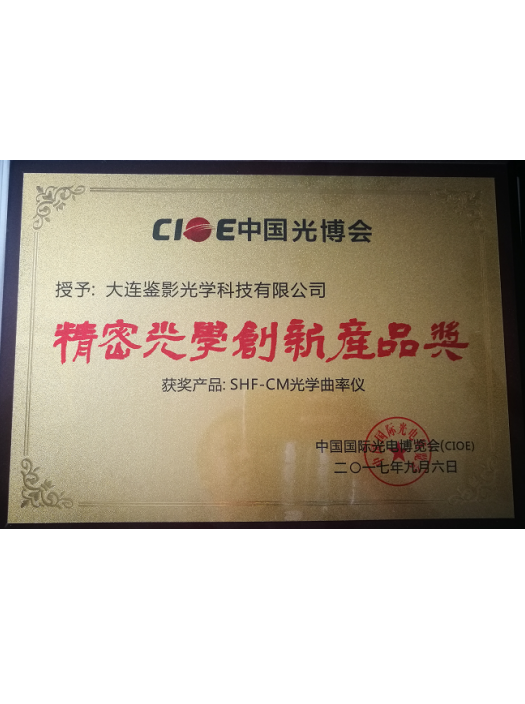 CIOE中国光博会
授予: 大连鉴影光学科技有限公司
精密光學創新産品獎
获奖产品: SHF-CM光学曲率仪
中国国际光电博览会(CIOE)
二〇一七年九月六日